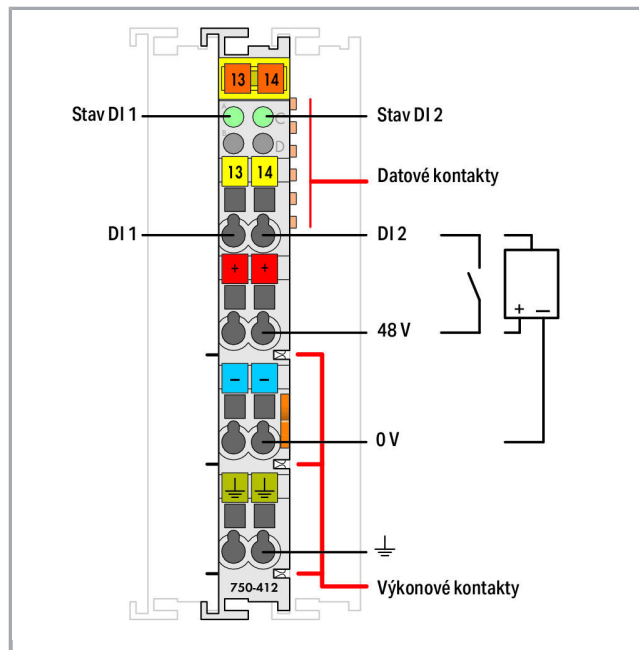 13 14
A C
Stav DI 1
Stav DI 2
D
13 14
Datové kontakty
DI 1
DI 2
+ +
+ −
48 V
− −
0 V
750-412
Výkonové kontakty